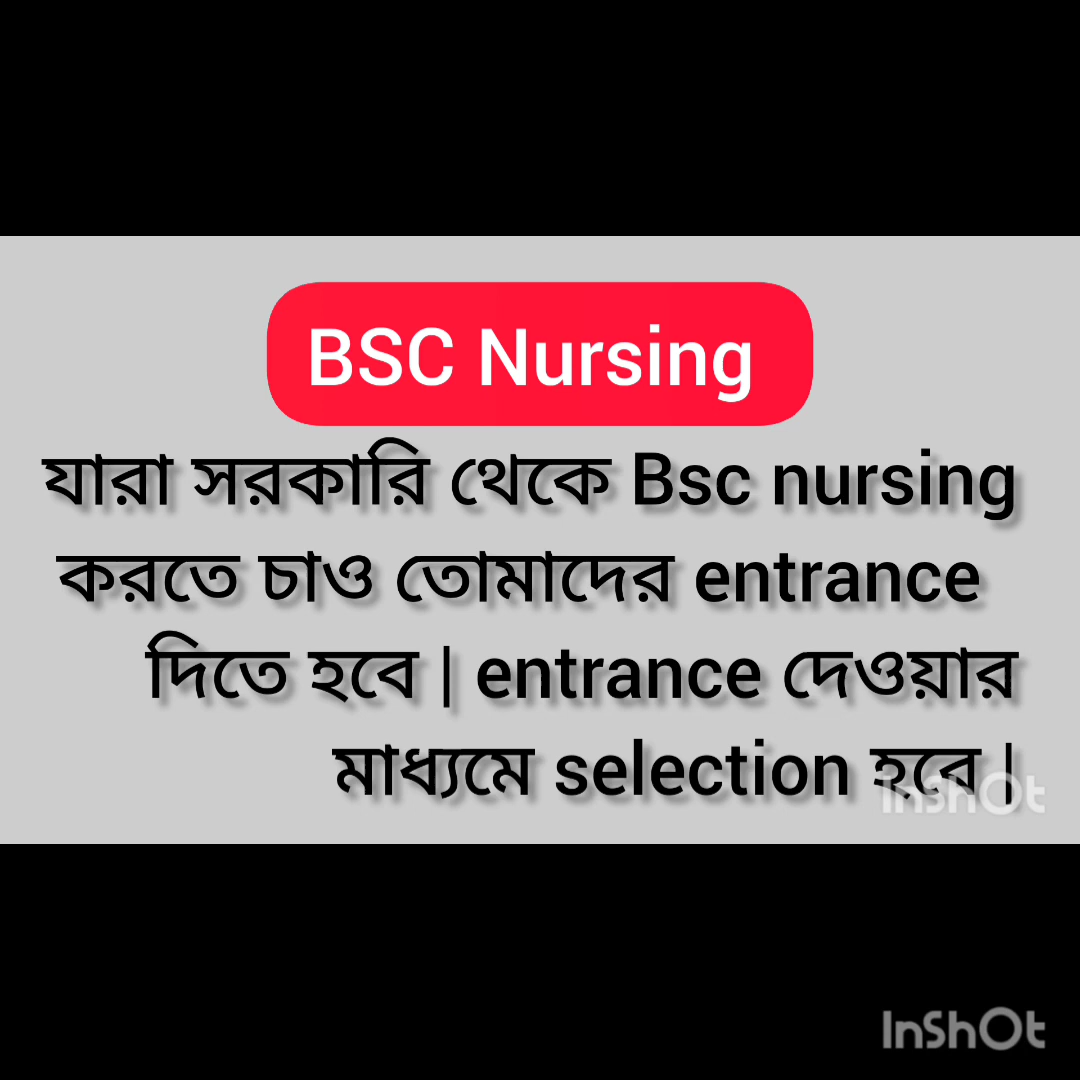 BSC Nursing
যারা সরকারি থেকে Bsc nursing
করতে চাও তোমাদের entrance
দিতে হবে | entrance দেওয়ার
মাধ্যমে selection হবে |
InShOt
InShOt